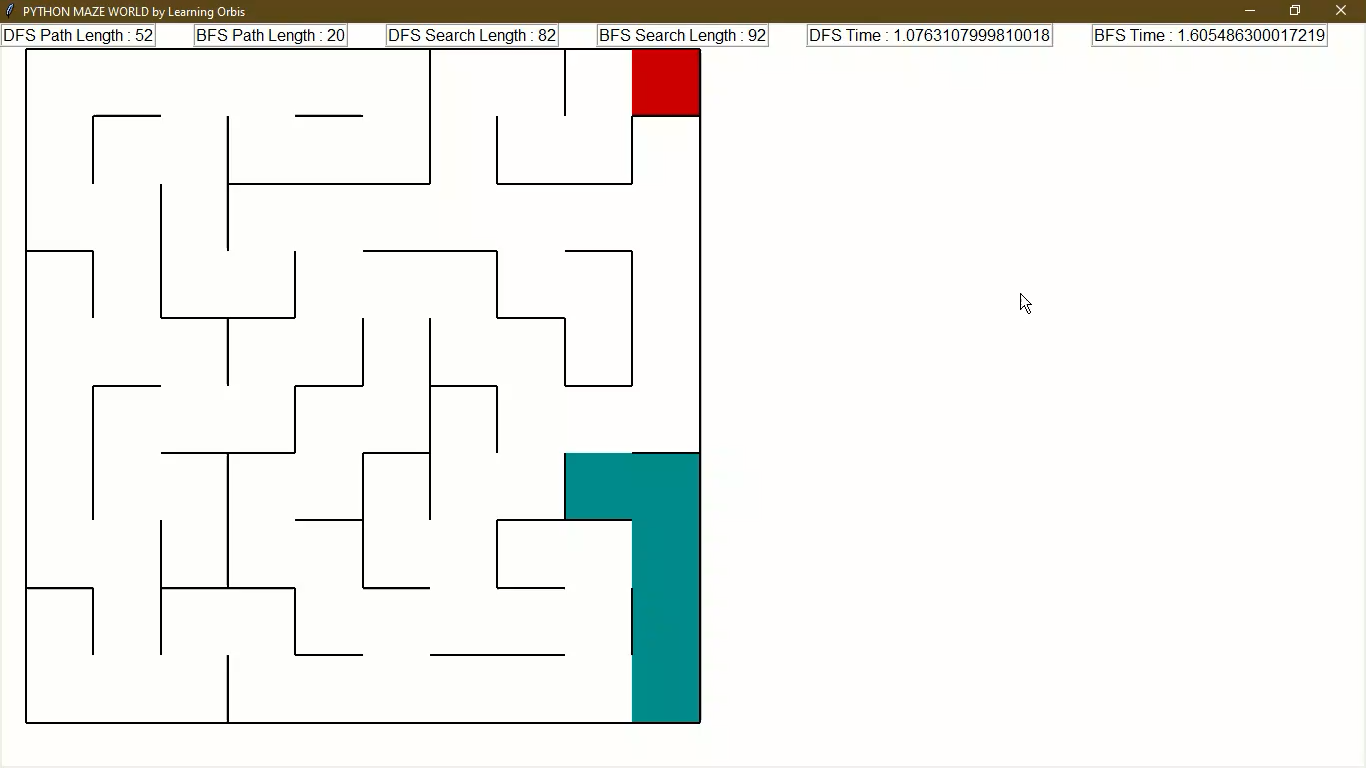 PYTHON MAZE WORLD by Learning Orbis
DFS Path Length : 52 BFS Path Length : 20 DFS Search Length : 82 BFS Search Length : 92 DFS Time : 1.0763107999810018 BFS Time : 1.605486300017219